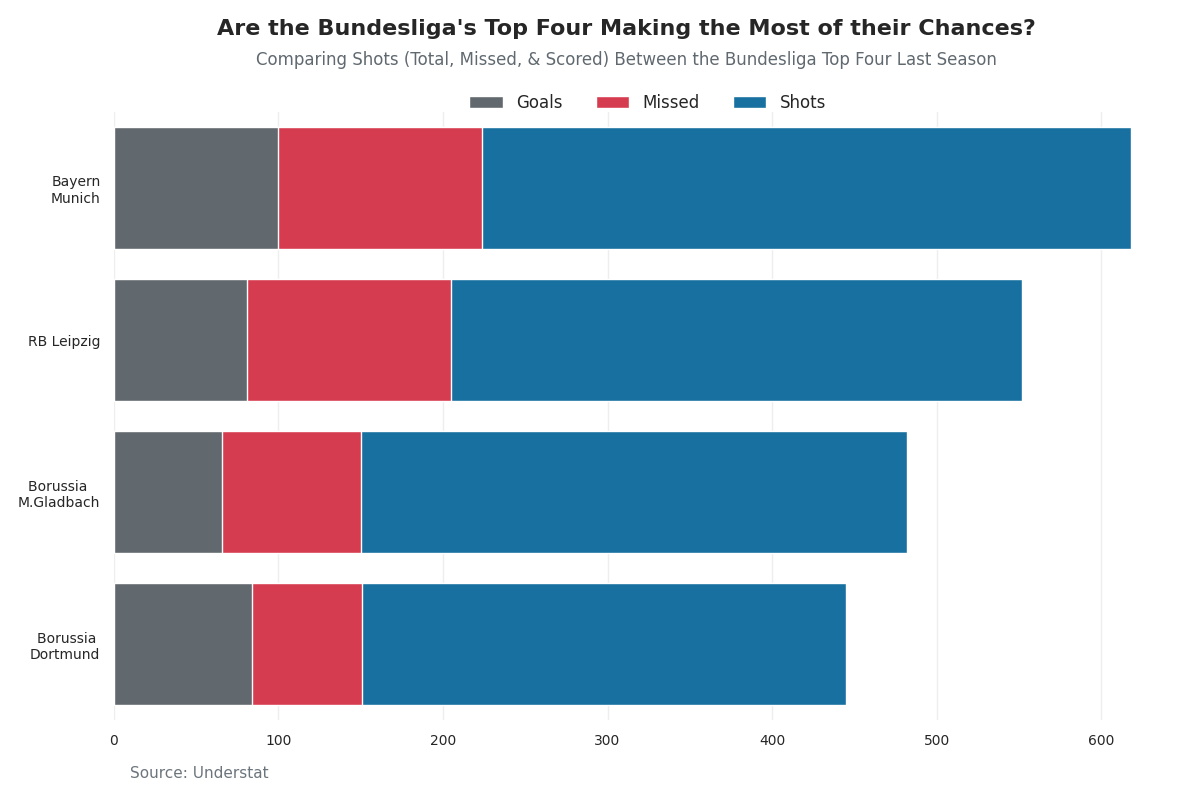 Are the Bundesliga's Top Four Making the Most of their Chances?
Comparing Shots (Total, Missed, & Scored) Between the Bundesliga Top Four Last Season
Goals Missed Shots
Bayern
Munich
RB Leipzig
Borussia
M.Gladbach
Borussia
Dortmund
0 100 200 300 400 500 600
Source: Understat